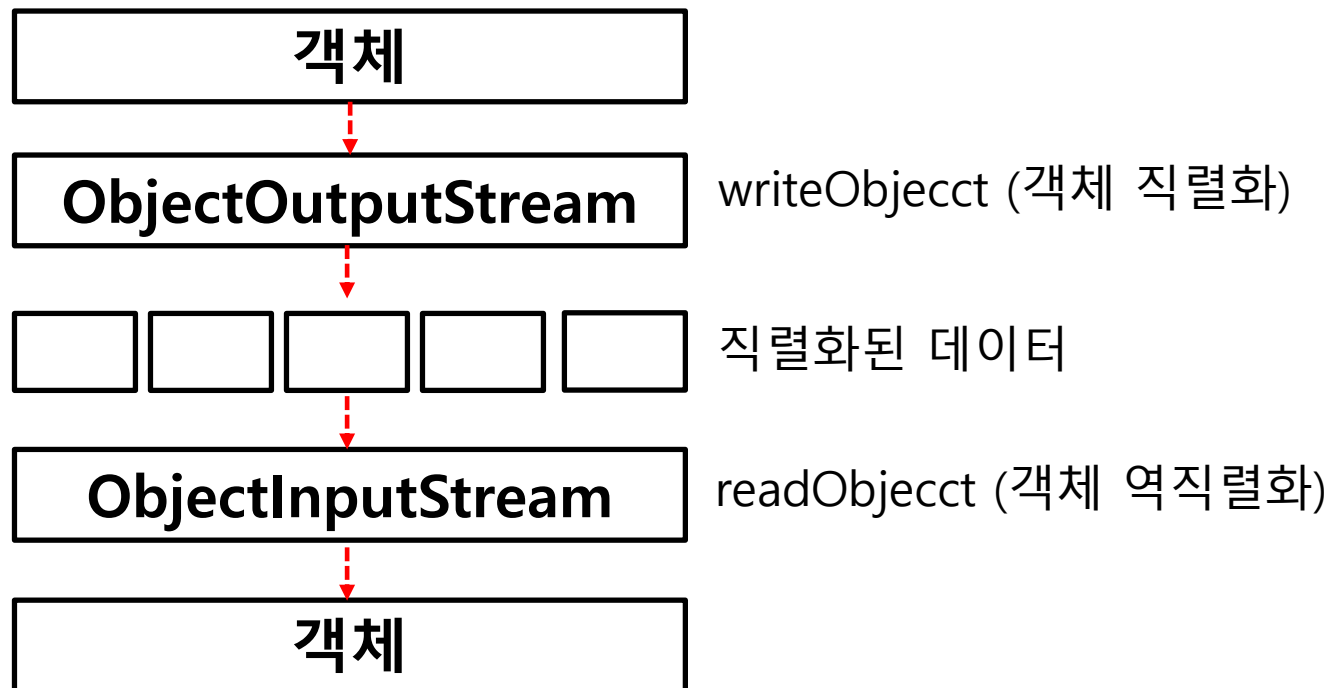 객체
ObjectOutputStream
writeObjecct (객체 직렬화)
직렬화된 데이터
ObjectInputStream
readObjecct (객체 역직렬화)
객체